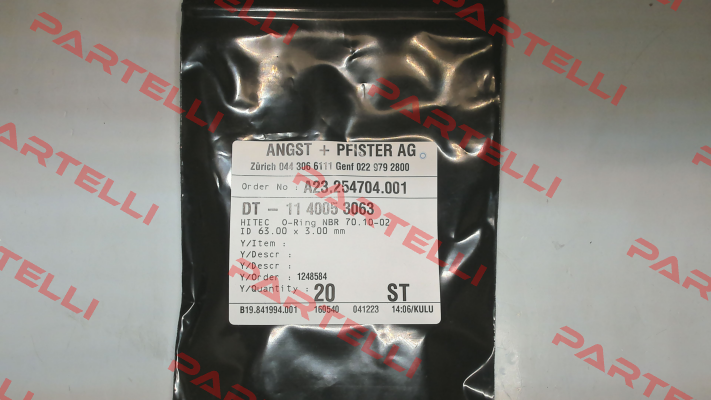 ANGST + PFISTER AG
Zürich 044 306 6111 Genf 022 979 2800
Order No : A23.254704.001
DT - 11 4005 3063
HITEC O-Ring NBR 70.10-02
ID 63.00 x 3.00 mm
Y/Item :
Y/Descr :
Y/Descr :
Y/Order : 1248584
Y/Quantity : 20 ST
B19.841994.001 160540 041223 14:06/KULU
PARTELLI
PARTELLI
PARTELLI
PARTELLI
PARTELLI
PARTELLI
PARTELLI